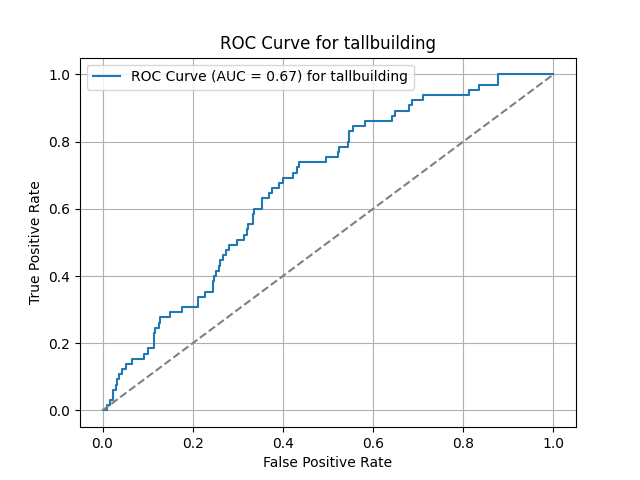 ROC Curve for tallbuilding
ROC Curve (AUC = 0.67) for tallbuilding
1.0
0.8
0.6
0.4
0.2
0.0
True Positive Rate
0.0 0.2 0.4 0.6 0.8 1.0
False Positive Rate